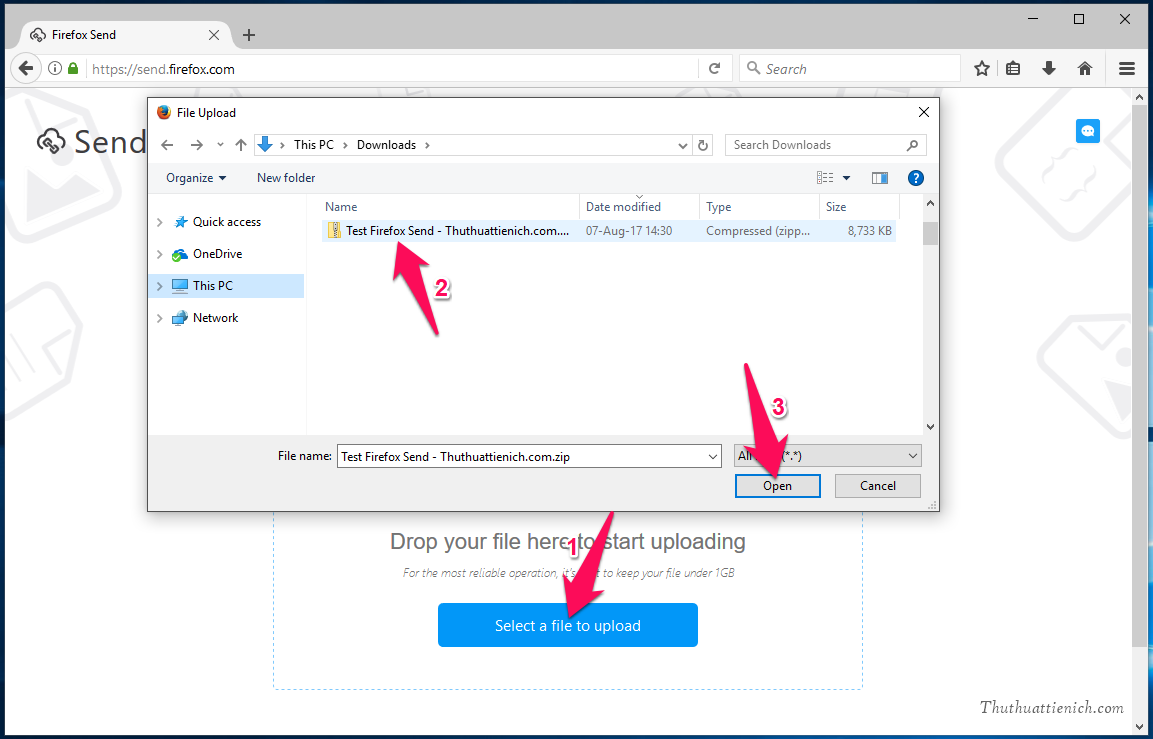 Firefox Send
https://send.firefox.com
Search
Send
File Upload
This PC
Downloads
Search Downloads
Organize
New folder
Name
Date modified
Type
Size
Quick access
Test Firefox Send - Thuthuattienich.com....
07-Aug-17 14:30
Compressed (zipp...
8,733 KB
OneDrive
This PC
2
Network
3
File name:
Test Firefox Send - Thuthuattienich.com.zip
(*.*)
Open
Cancel
Drop your file here to start uploading
1
For the most reliable operation, it's to keep your file under 1GB
Select a file to upload
Thuthuattienich.com